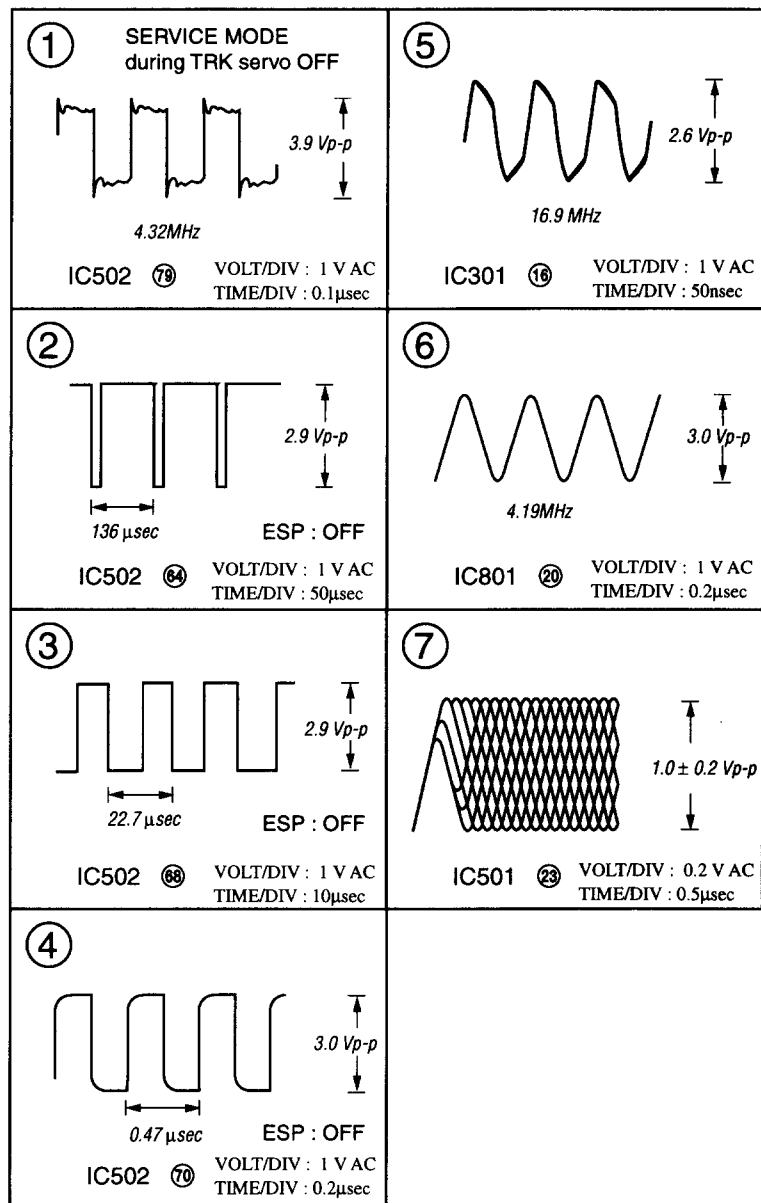 ①
SERVICE MODE
during TRK servo OFF
3.9 Vp-p
4.32MHz
IC502 ㊾79
VOLT/DIV : 1 V AC
TIME/DIV : 0.1µsec
②
2.9 Vp-p
136 µsec
ESP : OFF
IC502 64
VOLT/DIV : 1 V AC
TIME/DIV : 50µsec
③
2.9 Vp-p
22.7 µsec
ESP : OFF
IC502 68
VOLT/DIV : 1 V AC
TIME/DIV : 10µsec
④
3.0 Vp-p
0.47 µsec
ESP : OFF
IC502 70
VOLT/DIV : 1 V AC
TIME/DIV : 0.2µsec
⑤
2.6 Vp-p
16.9 MHz
IC301 ⑯
VOLT/DIV : 1 V AC
TIME/DIV : 50nsec
⑥
3.0 Vp-p
4.19MHz
IC801 ⑳
VOLT/DIV : 1 V AC
TIME/DIV : 0.2µsec
⑦
1.0 ± 0.2 Vp-p
IC501 ㉓
VOLT/DIV : 0.2 V AC
TIME/DIV : 0.5µsec